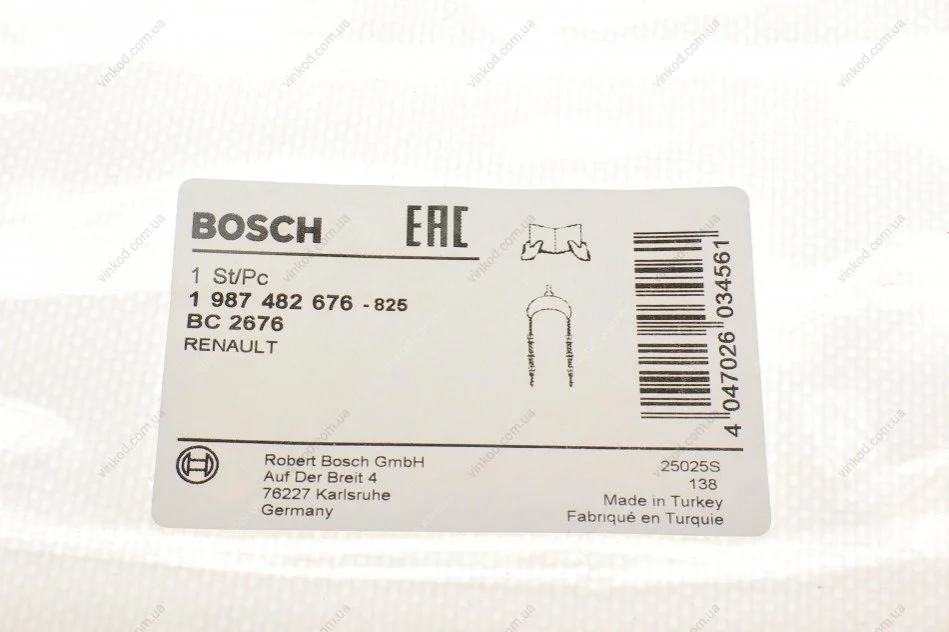 BOSCH EAC
1 St/Pc
1 987 482 676 - 825
BC 2676
RENAULT
4 047026 034561
Robert Bosch GmbH
Auf Der Breit 4
76227 Karlsruhe
Germany
25025S
138
Made in Turkey
Fabriqué en Turquie
vinkod.com.ua